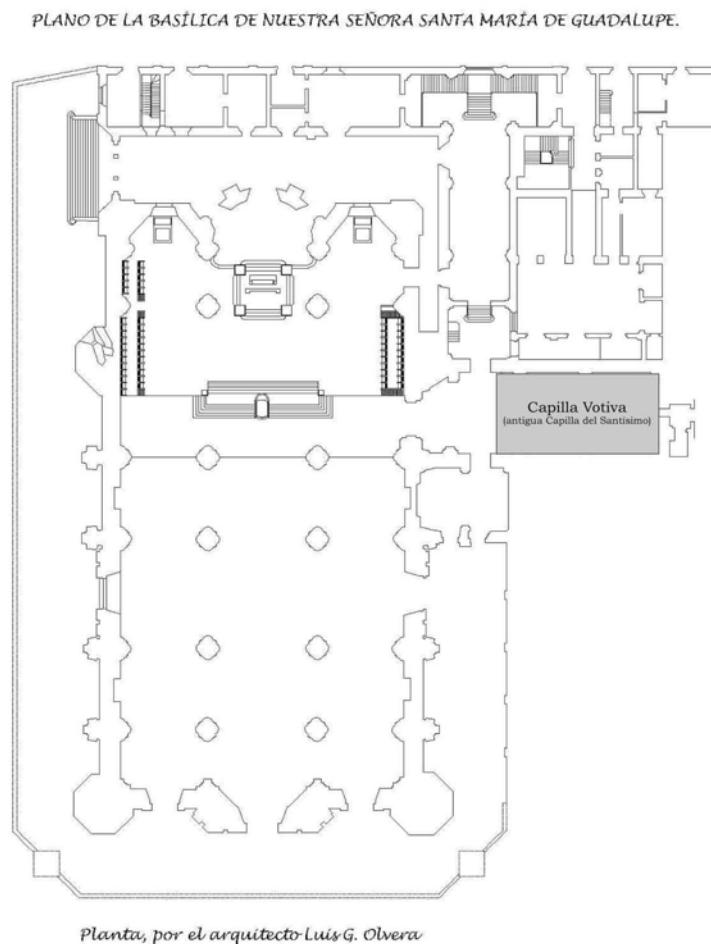 PLANO DE LA BASÍLICA DE NUESTRA SEÑORA SANTA MARÍA DE GUADALUPE.
Capilla Votiva
(antigua Capilla del Santísimo)
Planta, por el arquitecto Luis G. Olvera